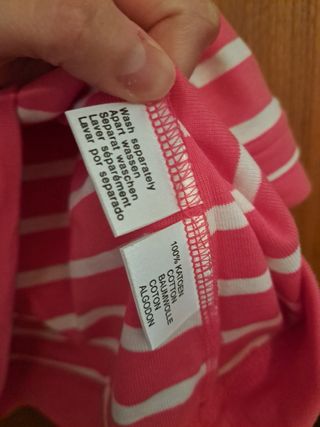 Wash separately
Apart wassen
Separat waschen
Laver séparément
Lavar por separado
100% KATOEN
COTTON
BAUMWOLLE
COTON
ALGODON